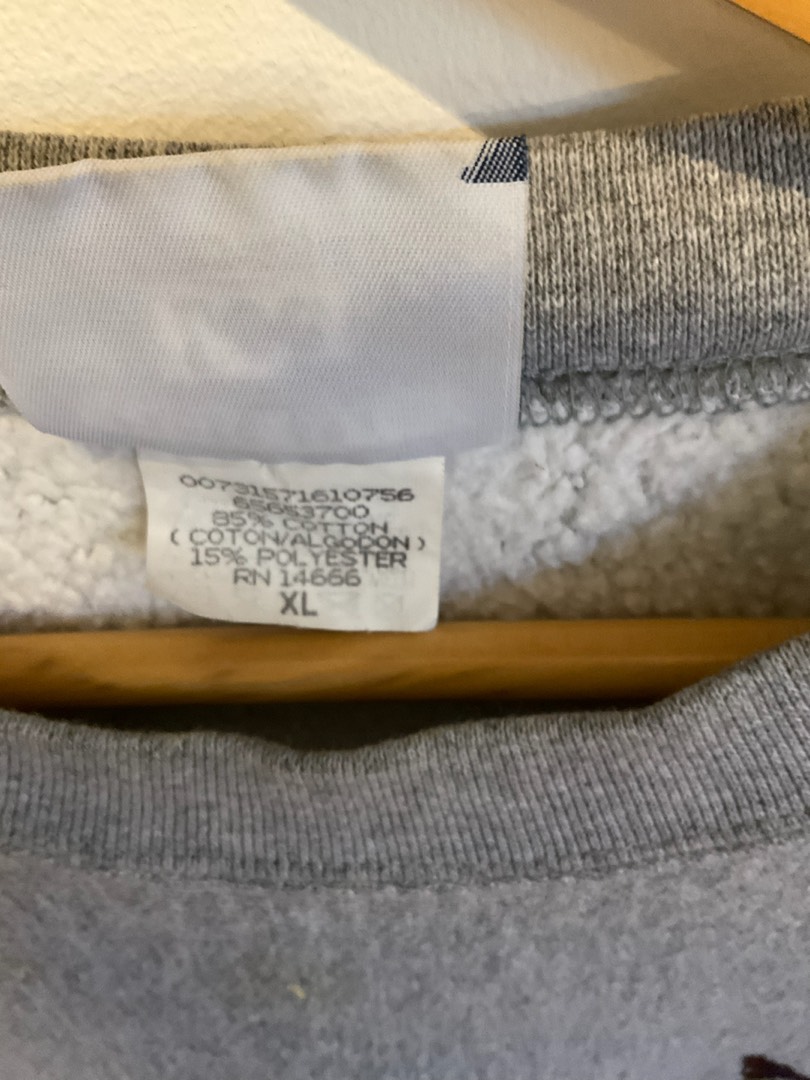 00731571610756
65653700
85% COTTON
( COTON/ALGODON )
15% POLYESTER
RN 14666
XL